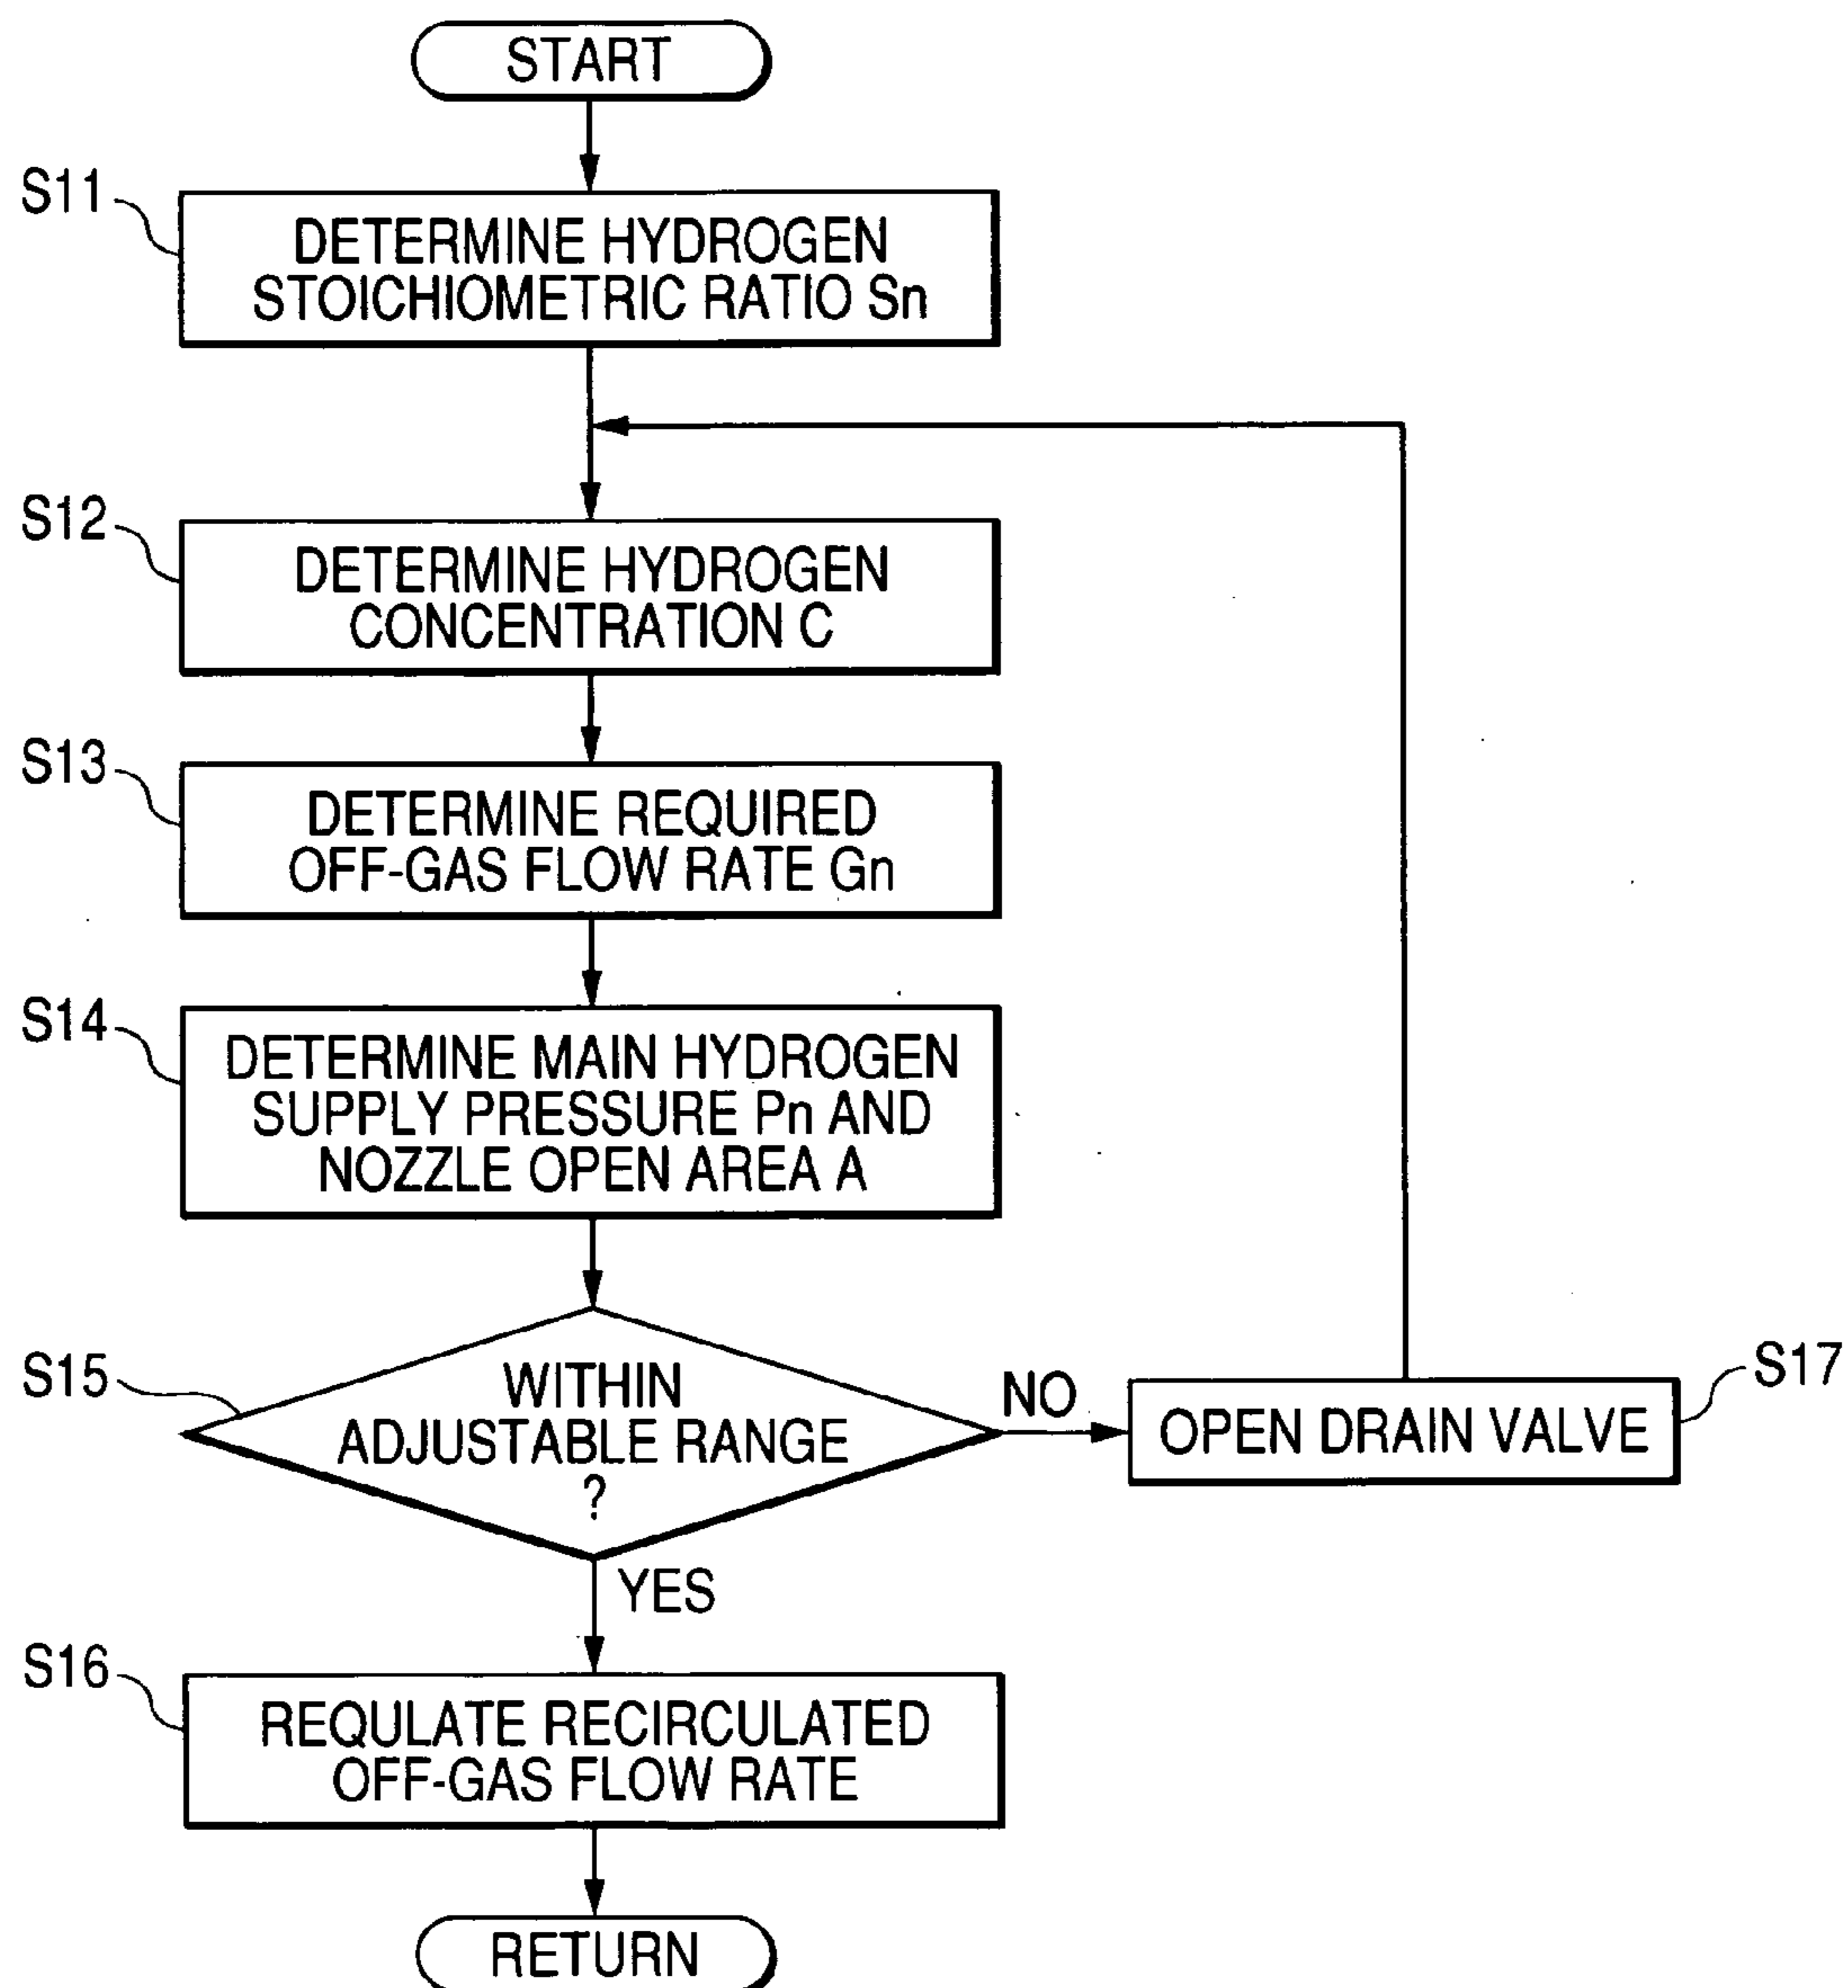 START
S11
DETERMINE HYDROGEN
STOICHIOMETRIC RATIO Sn
S12
DETERMINE HYDROGEN
CONCENTRATION C
S13
DETERMINE REQUIRED
OFF-GAS FLOW RATE Gn
S14
DETERMINE MAIN HYDROGEN
SUPPLY PRESSURE Pn AND
NOZZLE OPEN AREA A
S15
WITHIN
ADJUSTABLE RANGE
?
NO
OPEN DRAIN VALVE
S17
YES
S16
REQULATE RECIRCULATED
OFF-GAS FLOW RATE
RETURN